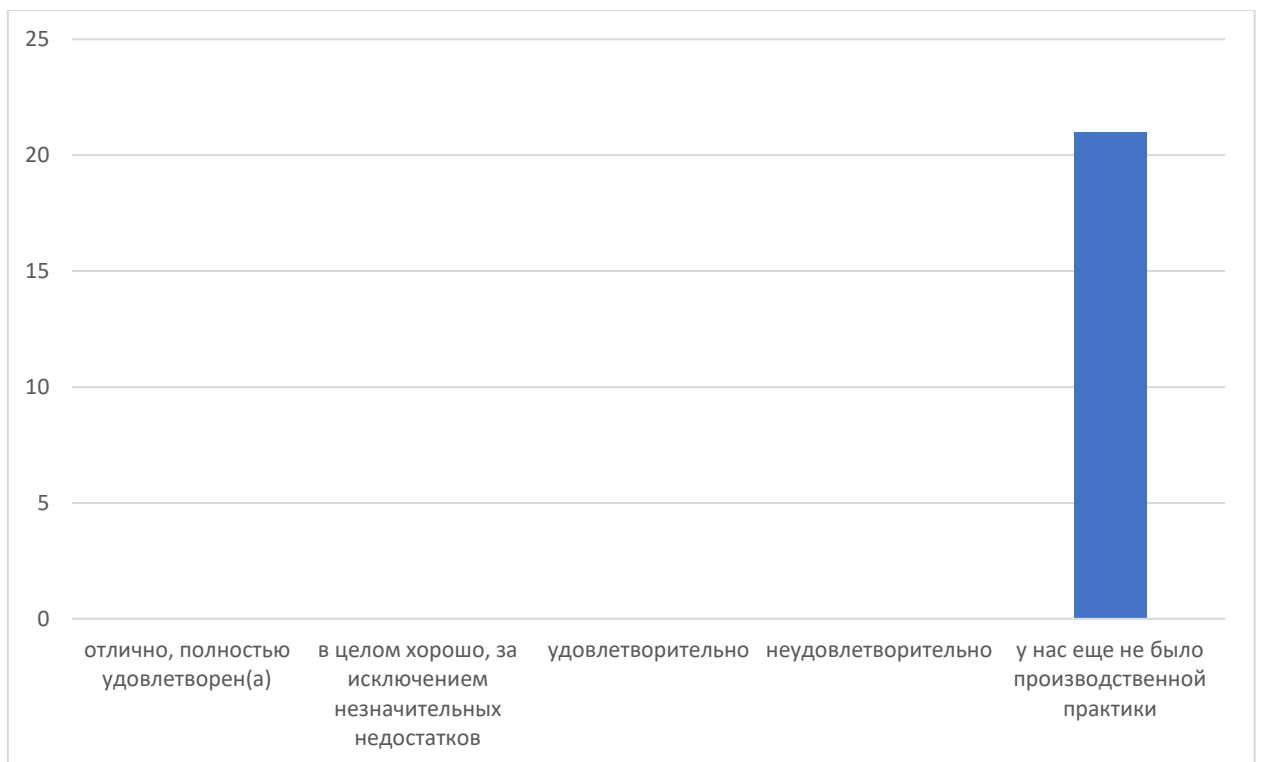 25
20
15
10
5
0
отлично, полностью
удовлетворен(а)
в целом хорошо, за
исключением
незначительных
недостатков
удовлетворительно
неудовлетворительно
у нас еще не было
производственной
практики